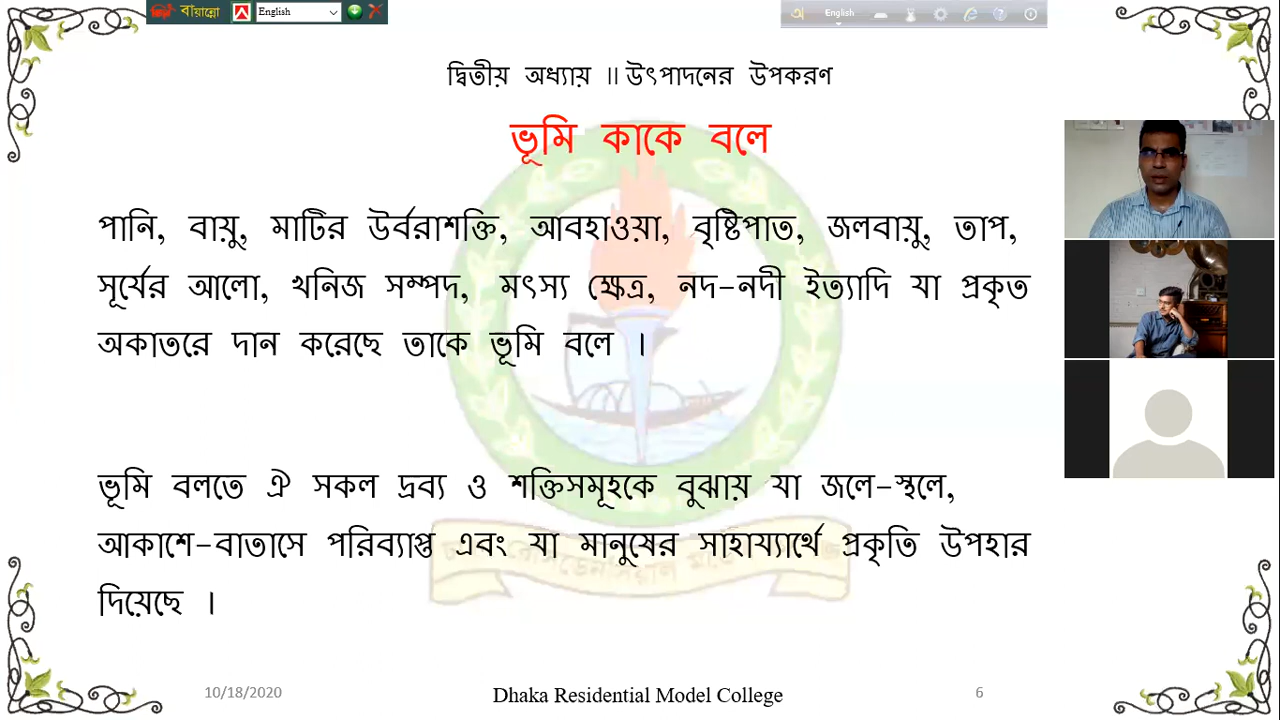 বায়ান্নো
English
অ English
দ্বিতীয় অধ্যায় ॥ উৎপাদনের উপকরণ
ভূমি কাকে বলে
পানি, বায়ু, মাটির উর্বরাশক্তি, আবহাওয়া, বৃষ্টিপাত, জলবায়ু, তাপ,
সূর্যের আলো, খনিজ সম্পদ, মৎস্য ক্ষেত্র, নদ-নদী ইত্যাদি যা প্রকৃত
অকাতরে দান করেছে তাকে ভূমি বলে ।
ভূমি বলতে ঐ সকল দ্রব্য ও শক্তিসমূহকে বুঝায় যা জলে-স্থলে,
আকাশে-বাতাসে পরিব্যাপ্ত এবং যা মানুষের সাহায্যার্থে প্রকৃতি উপহার
দিয়েছে ।
10/18/2020 Dhaka Residential Model College 6